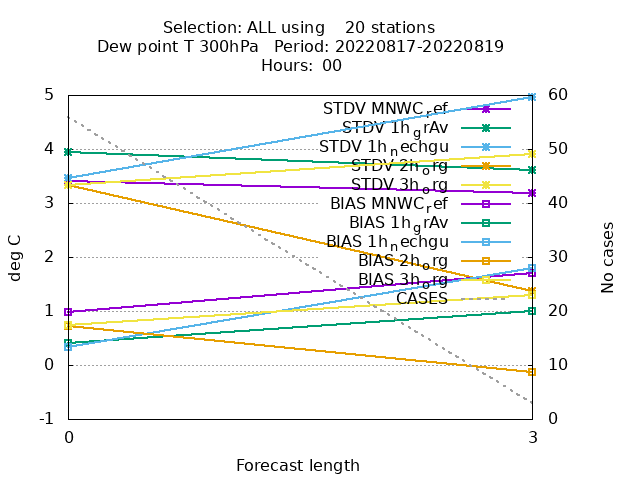 Selection: ALL using 20 stations
Dew point T 300hPa Period: 20220817-20220819
Hours: 00
5
4
3
2
1
0
-1
deg C
60
50
40
30
20
10
0
No cases
STDV MNWC_ref
STDV 1h_grAv
STDV 1h_nechgu
STDV 2h_org
STDV 3h_org
BIAS MNWC_ref
BIAS 1h_grAv
BIAS 1h_nechgu
BIAS 2h_org
BIAS 3h_org
CASES
0
3
Forecast length